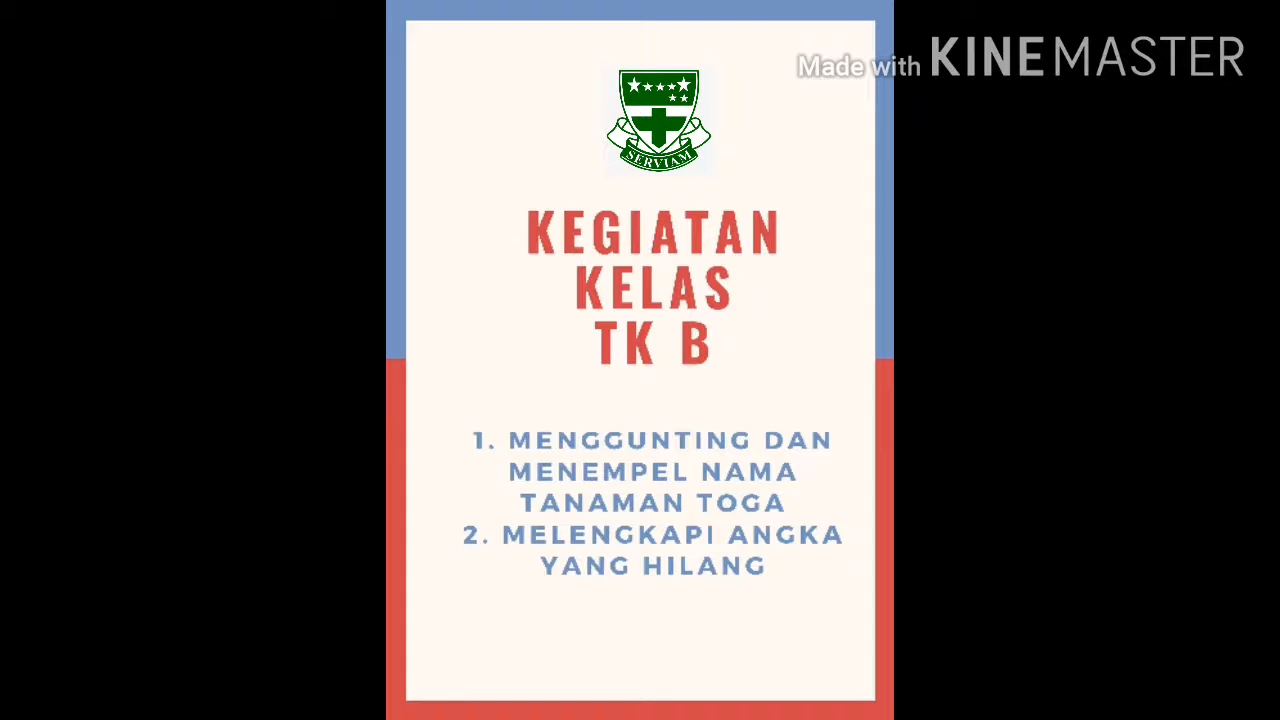 Made with KINEMASTER
SERVIAM
KEGIATAN
KELAS
TK B
1. MENGGUNTING DAN
MENEMPEL NAMA
TANAMAN TOGA
2. MELENGKAPI ANGKA
YANG HILANG